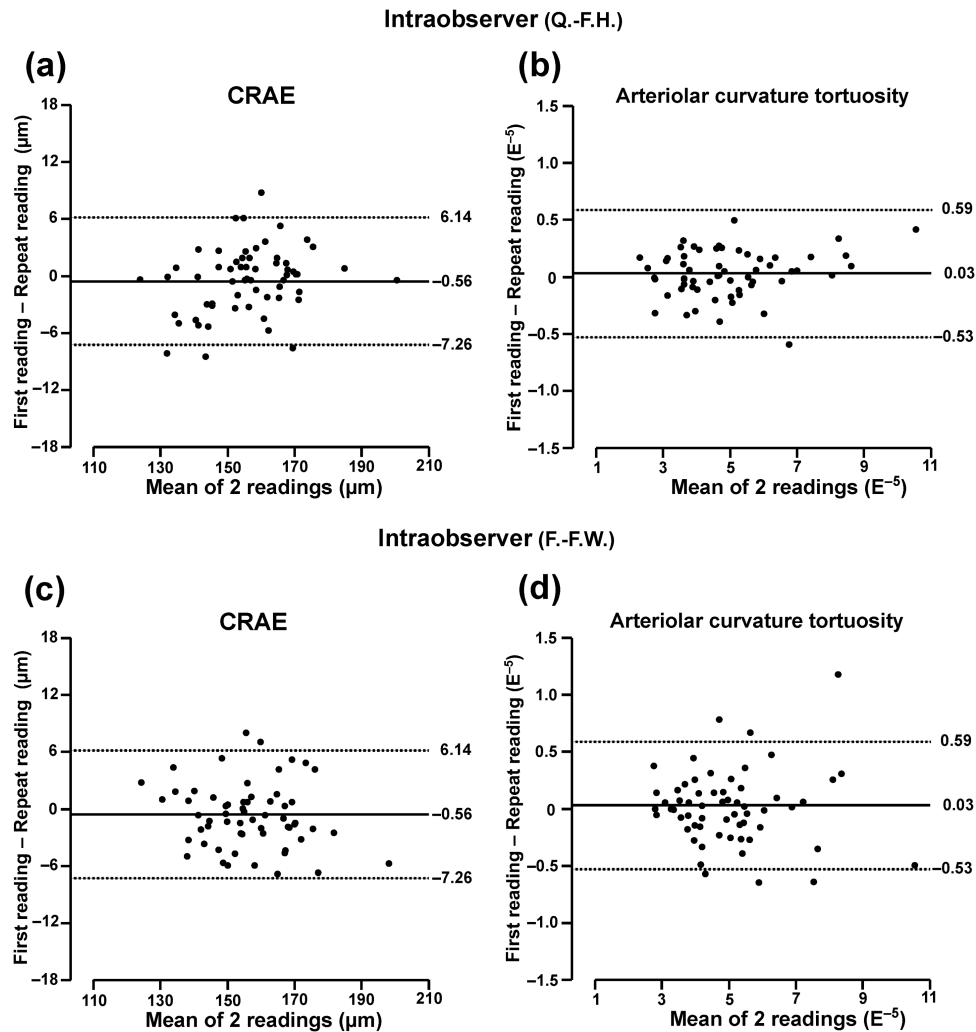 Intraobserver (Q.-F.H.)
(a)
CRAE
First reading – Repeat reading (µm)
18
12
6
0
–6
–12
–18
6.14
–0.56
–7.26
110 130 150 170 190 210
Mean of 2 readings (µm)
(b)
Arteriolar curvature tortuosity
First reading – Repeat reading (E⁻⁵)
1.5
1.0
0.5
0
–0.5
–1.0
–1.5
0.59
0.03
–0.53
1 3 5 7 9 11
Mean of 2 readings (E⁻⁵)
Intraobserver (F.-F.W.)
(c)
CRAE
First reading – Repeat reading (µm)
18
12
6
0
–6
–12
–18
6.14
–0.56
–7.26
110 130 150 170 190 210
Mean of 2 readings (µm)
(d)
Arteriolar curvature tortuosity
First reading – Repeat reading (E⁻⁵)
1.5
1.0
0.5
0
–0.5
–1.0
–1.5
0.59
0.03
–0.53
1 3 5 7 9 11
Mean of 2 readings (E⁻⁵)